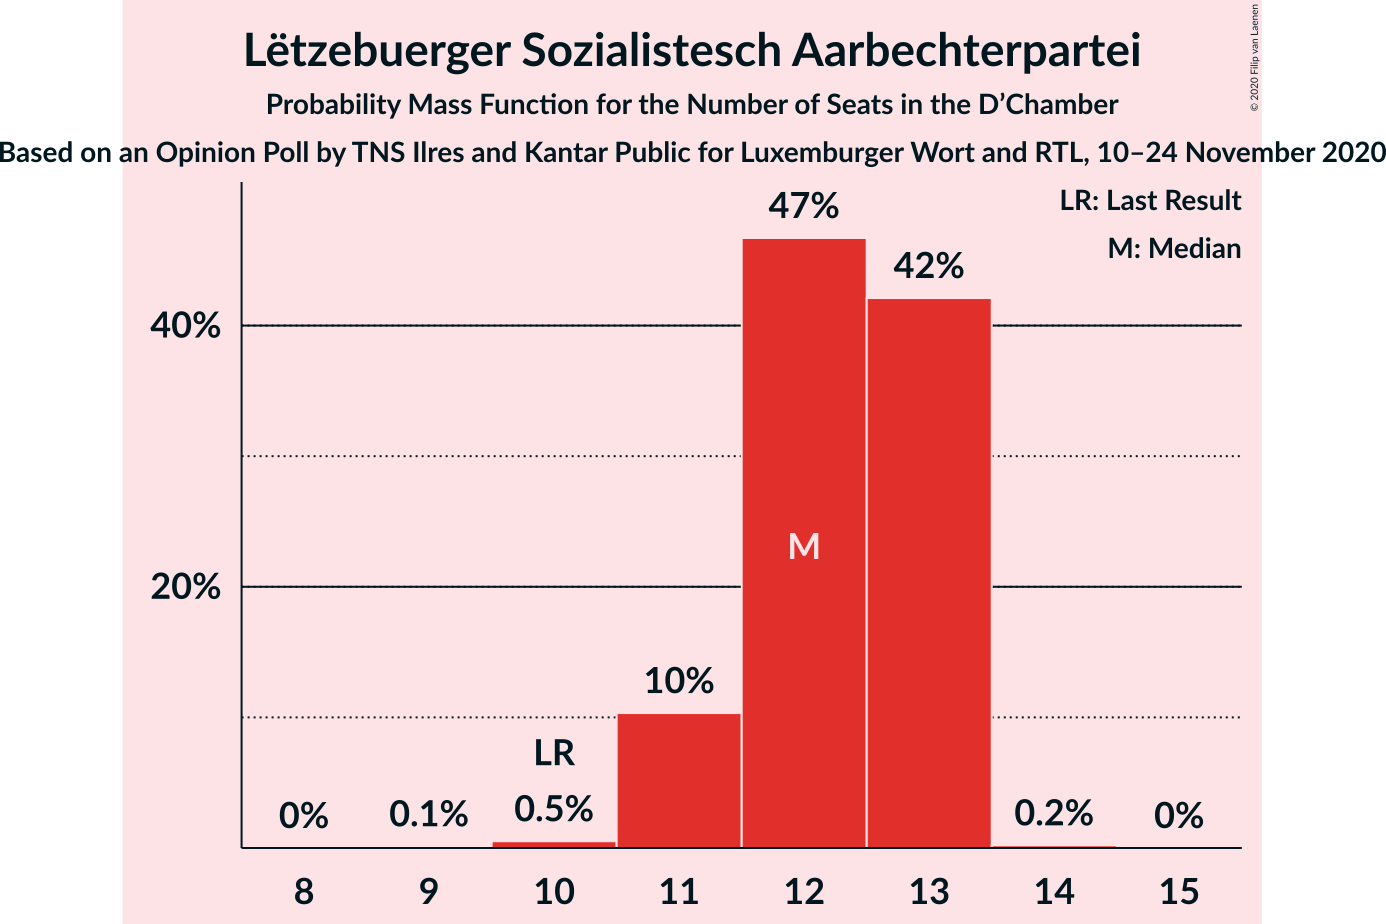 Lëtzebuerger Sozialistesch Aarbechterpartei
Probability Mass Function for the Number of Seats in the D’Chamber
Based on an Opinion Poll by TNS Ilres and Kantar Public for Luxemburger Wort and RTL, 10–24 November 2020
© 2020 Filip van Laenen
LR: Last Result
M: Median
47%
42%
40%
M
20%
10%
LR
0% 0.1% 0.5% 0.2% 0%
8 9 10 11 12 13 14 15